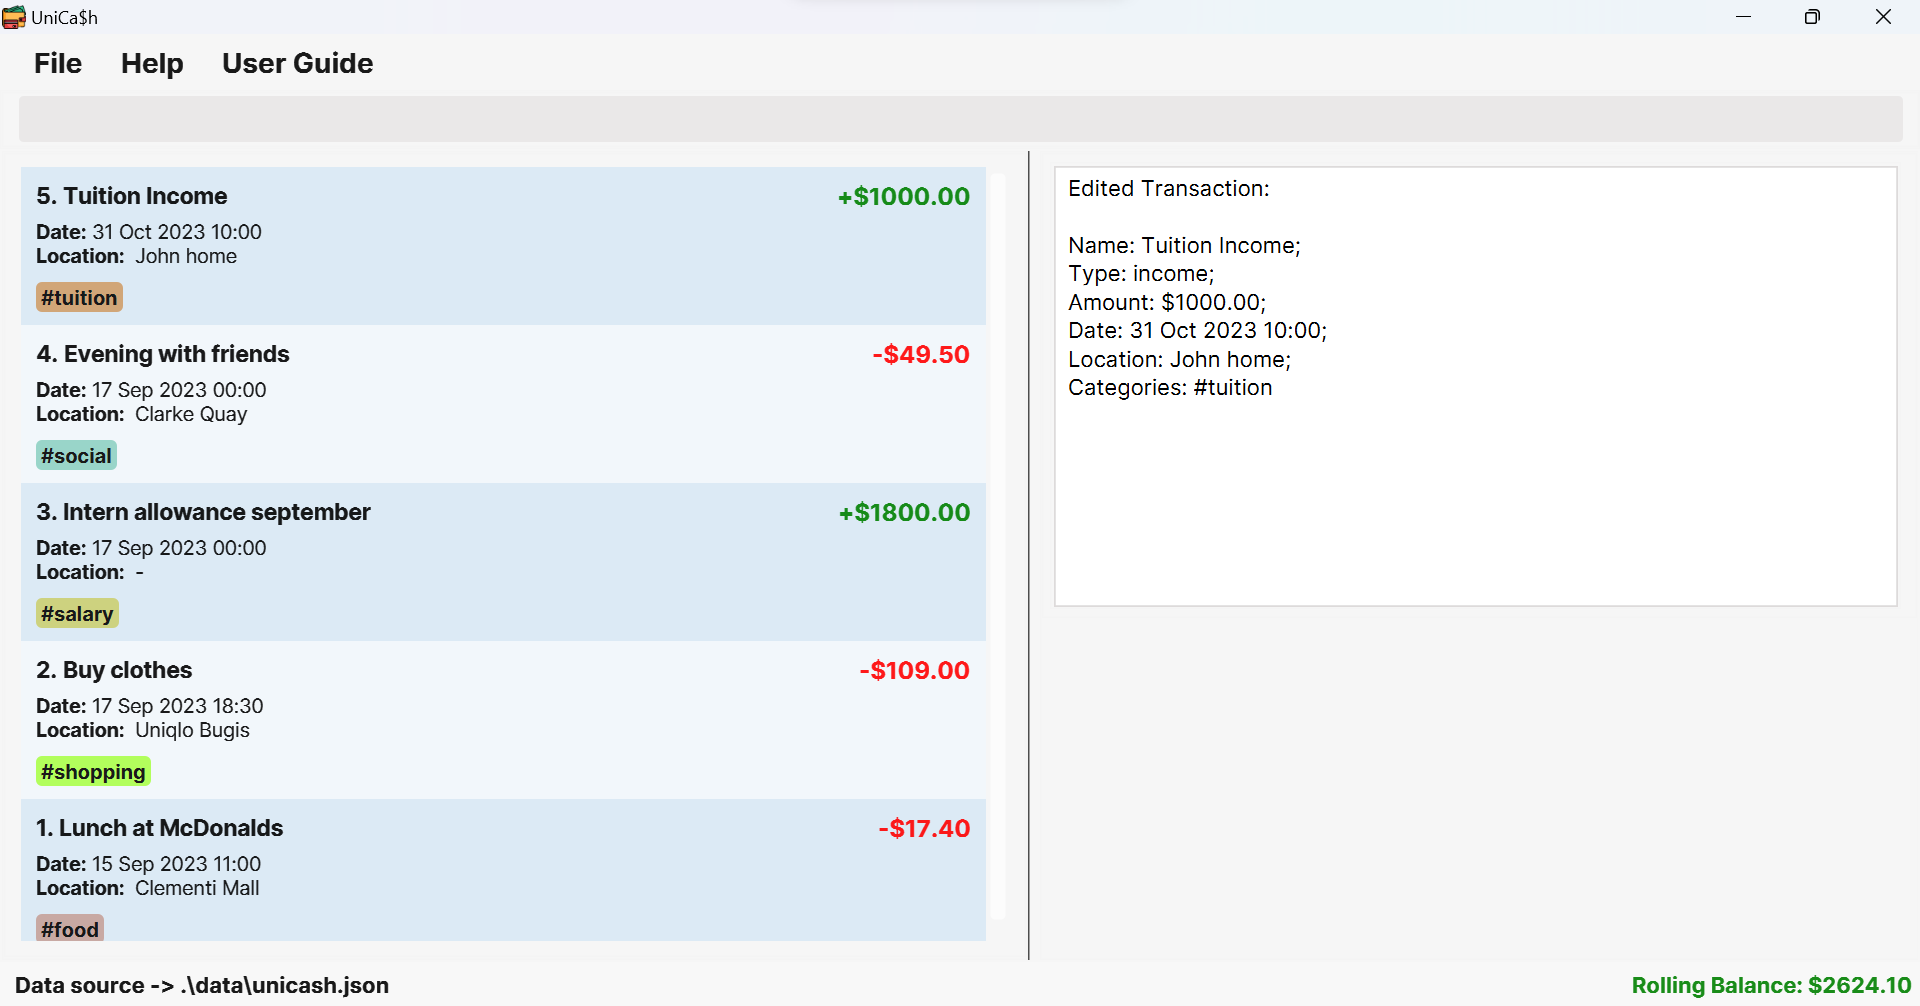 UniCa$h
File Help User Guide
5. Tuition Income +$1000.00
Date: 31 Oct 2023 10:00
Location: John home
#tuition
4. Evening with friends -$49.50
Date: 17 Sep 2023 00:00
Location: Clarke Quay
#social
3. Intern allowance september +$1800.00
Date: 17 Sep 2023 00:00
Location: -
#salary
2. Buy clothes -$109.00
Date: 17 Sep 2023 18:30
Location: Uniqlo Bugis
#shopping
1. Lunch at McDonalds -$17.40
Date: 15 Sep 2023 11:00
Location: Clementi Mall
#food
Edited Transaction:
Name: Tuition Income;
Type: income;
Amount: $1000.00;
Date: 31 Oct 2023 10:00;
Location: John home;
Categories: #tuition
Data source -> .\data\unicash.json
Rolling Balance: $2624.10